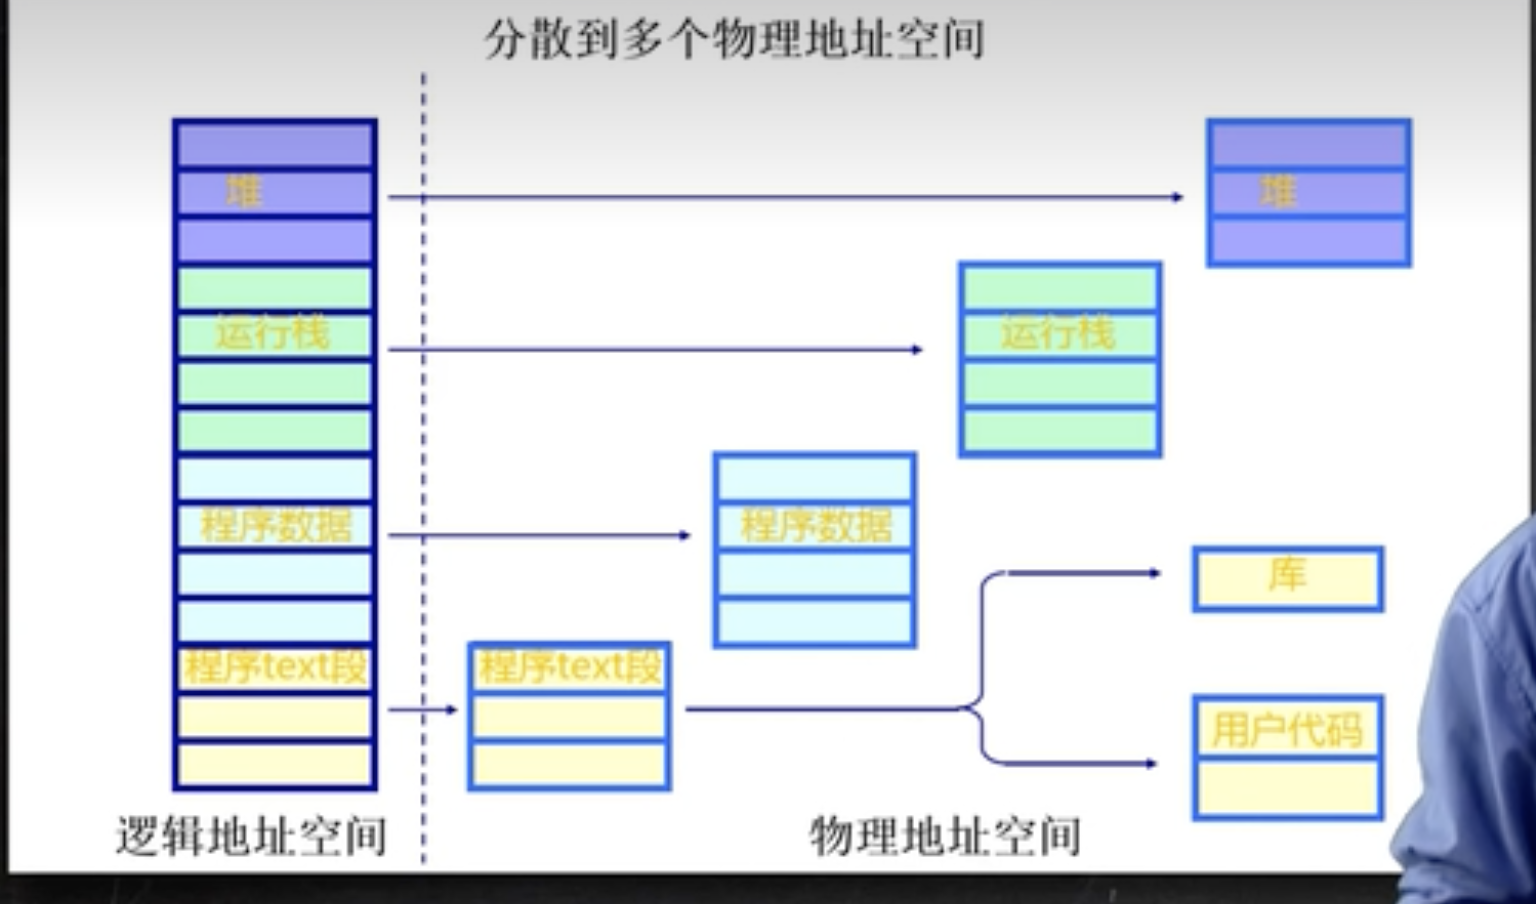 分散到多个物理地址空间
堆
堆
运行栈
运行栈
程序数据
程序数据
库
程序text段
程序text段
用户代码
逻辑地址空间
物理地址空间